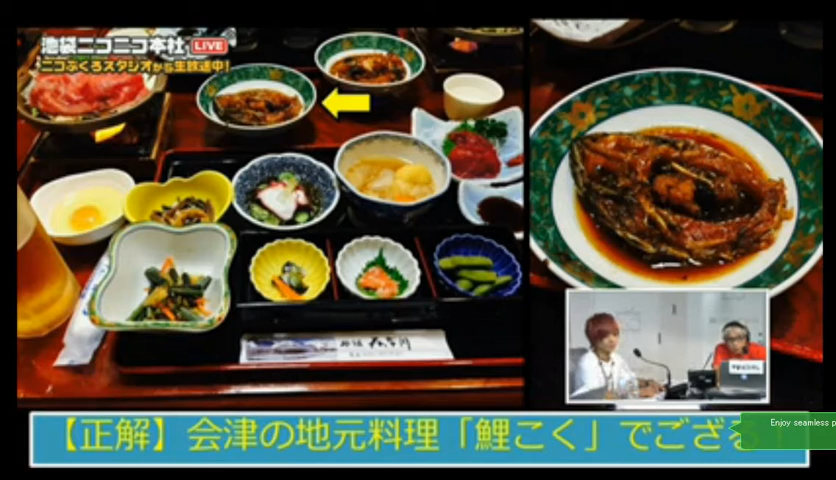 池袋ニコニコ本社 LIVE
ニコぶくろスタジオから生放送中!
【正解】会津の地元料理「鯉こく」でござる!
Enjoy seamless p